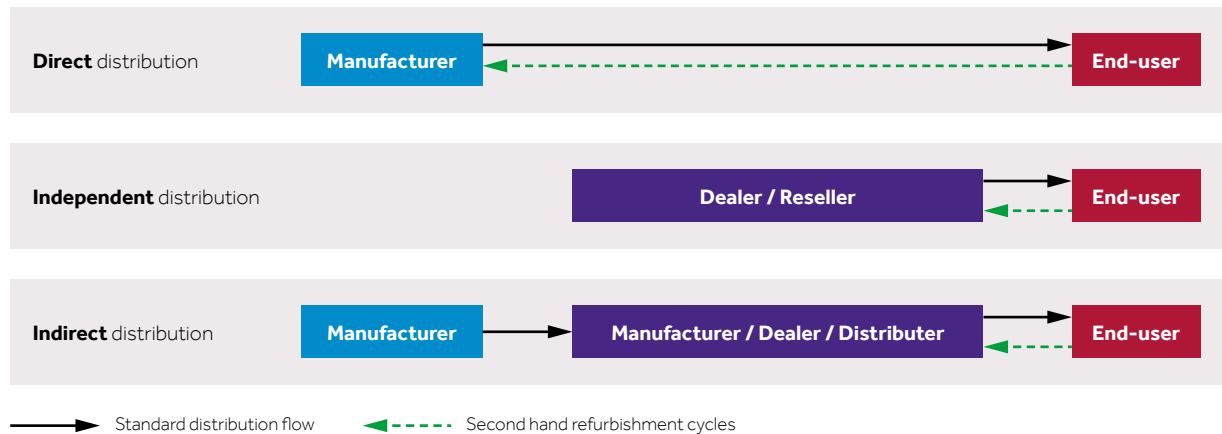 Direct distribution
Manufacturer
End-user
Independent distribution
Dealer / Reseller
End-user
Indirect distribution
Manufacturer
Manufacturer / Dealer / Distributer
End-user
Standard distribution flow
Second hand refurbishment cycles